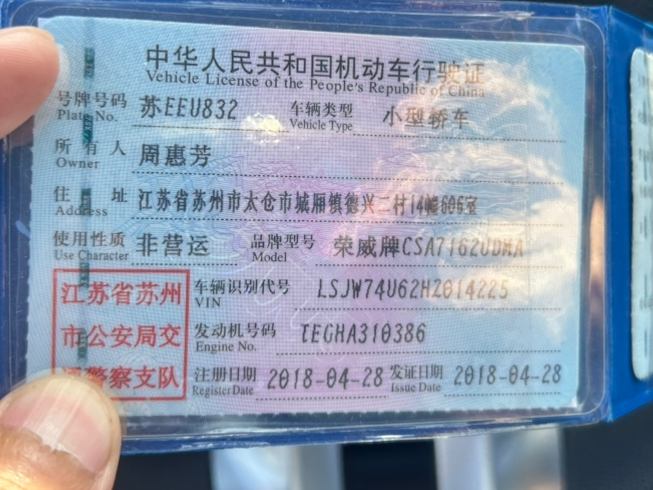 中华人民共和国机动车行驶证
Vehicle License of the People's Republic of China
号牌号码 苏EEU832 车辆类型 小型轿车
Plate No. Vehicle Type
所有人 周惠芳
Owner
住址 江苏省苏州市太仓市城厢镇德兴二村14幢606室
Address
使用性质 非营运 品牌型号 荣威牌CSA7162UDMA
Use Character Model
车辆识别代号 LSJW74U62HZ014225
VIN
发动机号码 TEGHA310386
Engine No.
注册日期 2018-04-28 发证日期 2018-04-28
Register Date Issue Date
江苏省苏州
市公安局交
通警察支队